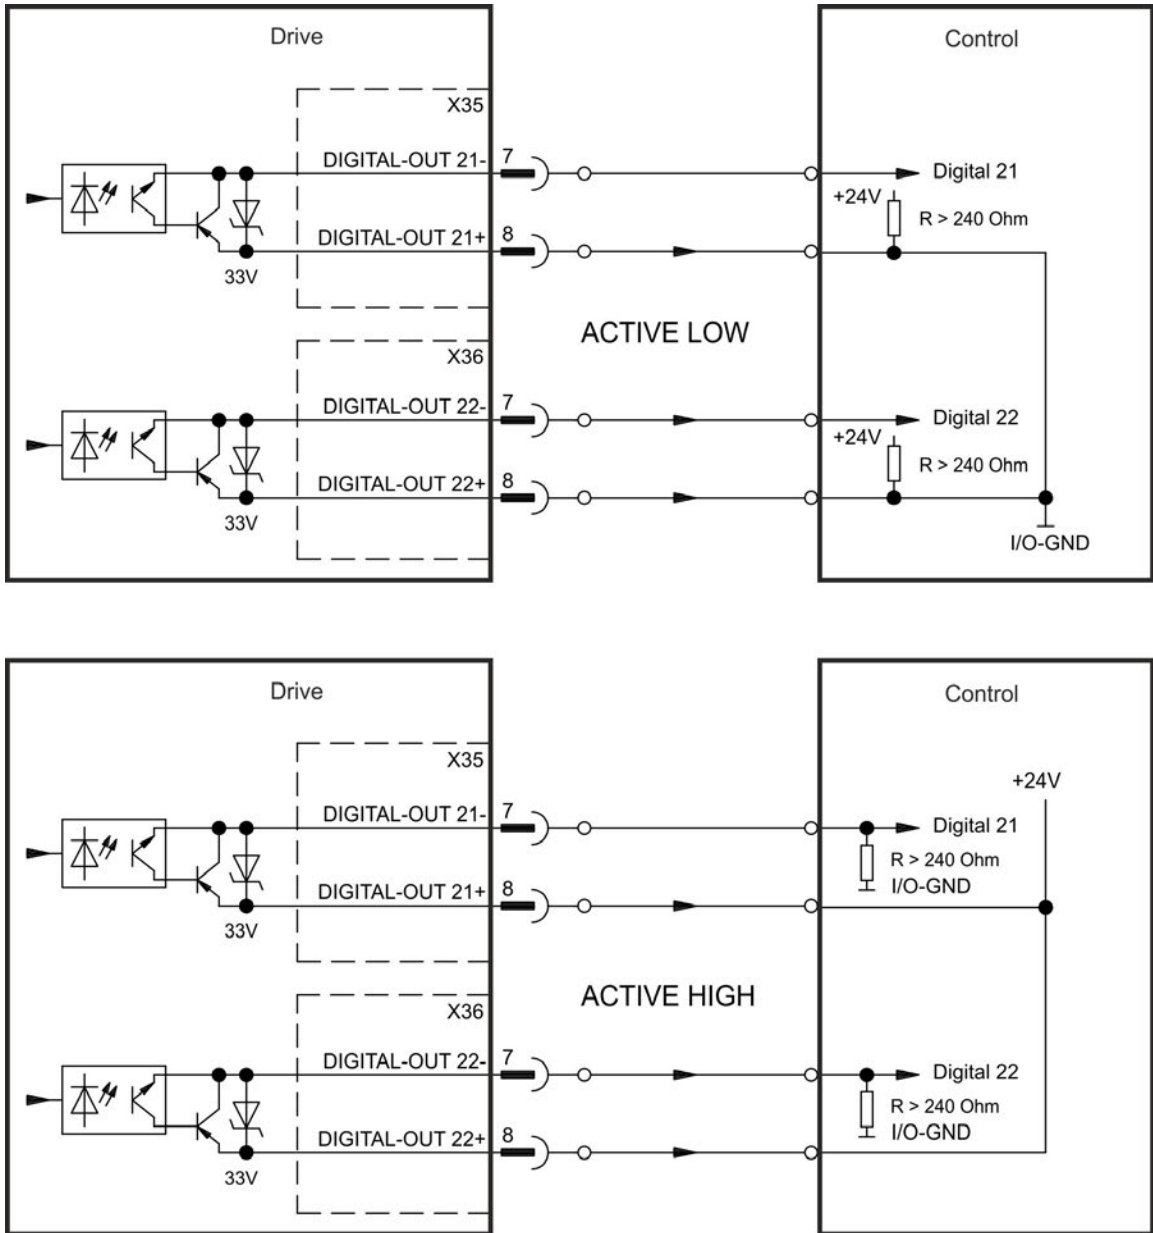 Drive
Control
X35
DIGITAL-OUT 21-
7
Digital 21
+24V
R > 240 Ohm
DIGITAL-OUT 21+
8
33V
ACTIVE LOW
X36
DIGITAL-OUT 22-
7
Digital 22
+24V
R > 240 Ohm
DIGITAL-OUT 22+
8
33V
I/O-GND
Drive
Control
X35
+24V
DIGITAL-OUT 21-
7
Digital 21
R > 240 Ohm
I/O-GND
DIGITAL-OUT 21+
8
33V
ACTIVE HIGH
X36
DIGITAL-OUT 22-
7
Digital 22
R > 240 Ohm
I/O-GND
DIGITAL-OUT 22+
8
33V